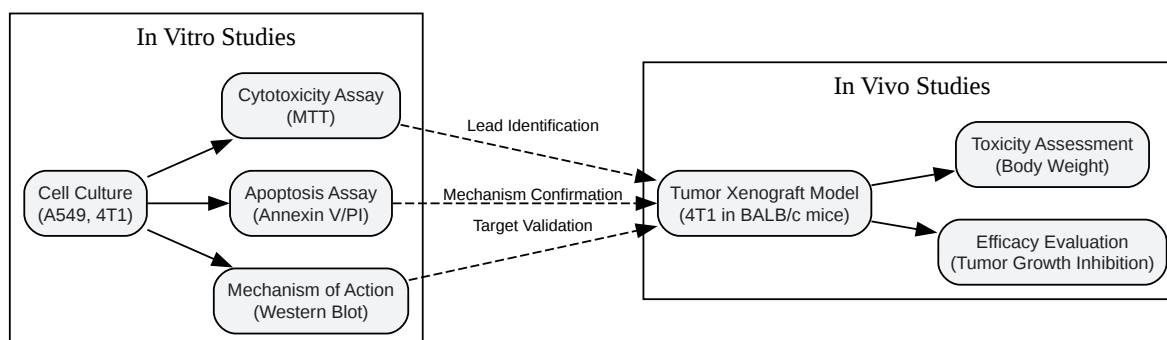 In Vitro Studies
Cytotoxicity Assay
(MTT)
Cell Culture
(A549, 4T1)
Apoptosis Assay
(Annexin V/PI)
Mechanism of Action
(Western Blot)
Lead Identification
Mechanism Confirmation
Target Validation
In Vivo Studies
Tumor Xenograft Model
(4T1 in BALB/c mice)
Toxicity Assessment
(Body Weight)
Efficacy Evaluation
(Tumor Growth Inhibition)